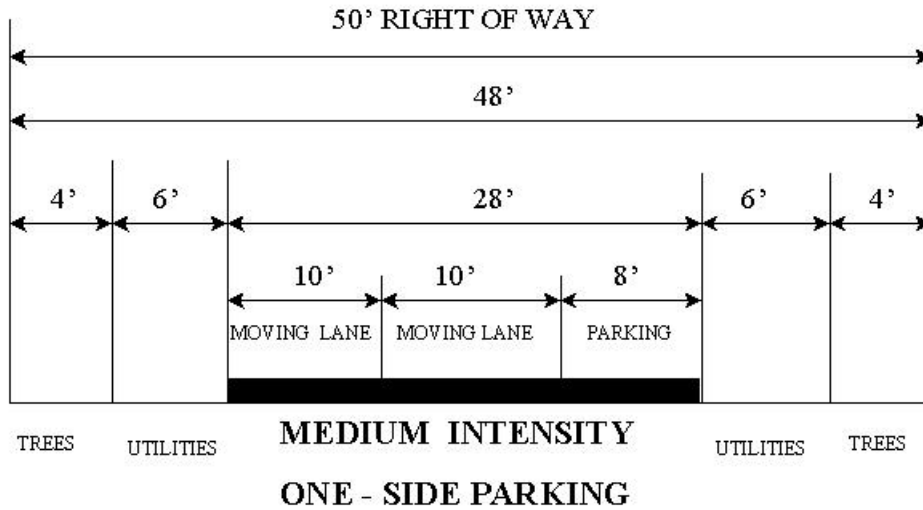 50’ RIGHT OF WAY
48’
4’ 6’ 28’ 6’ 4’
10’ 10’ 8’
MOVING LANE MOVING LANE PARKING
TREES UTILITIES UTILITIES TREES
MEDIUM INTENSITY
ONE - SIDE PARKING